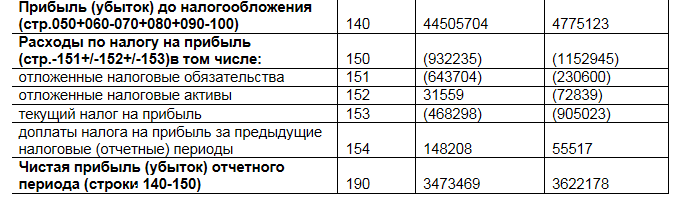 Прибыль (убыток) до налогообложения
(стр.050+060-070+080+090-100) 140 44505704 4775123
Расходы по налогу на прибыль
(стр.-151+/-152+/-153)в том числе: 150 (932235) (1152945)
отложенные налоговые обязательства 151 (643704) (230600)
отложенные налоговые активы 152 31559 (72839)
текущий налог на прибыль 153 (468298) (905023)
доплаты налога на прибыль за предыдущие
налоговые (отчетные) периоды 154 148208 55517
Чистая прибыль (убыток) отчетного
периода (строки 140-150) 190 3473469 3622178